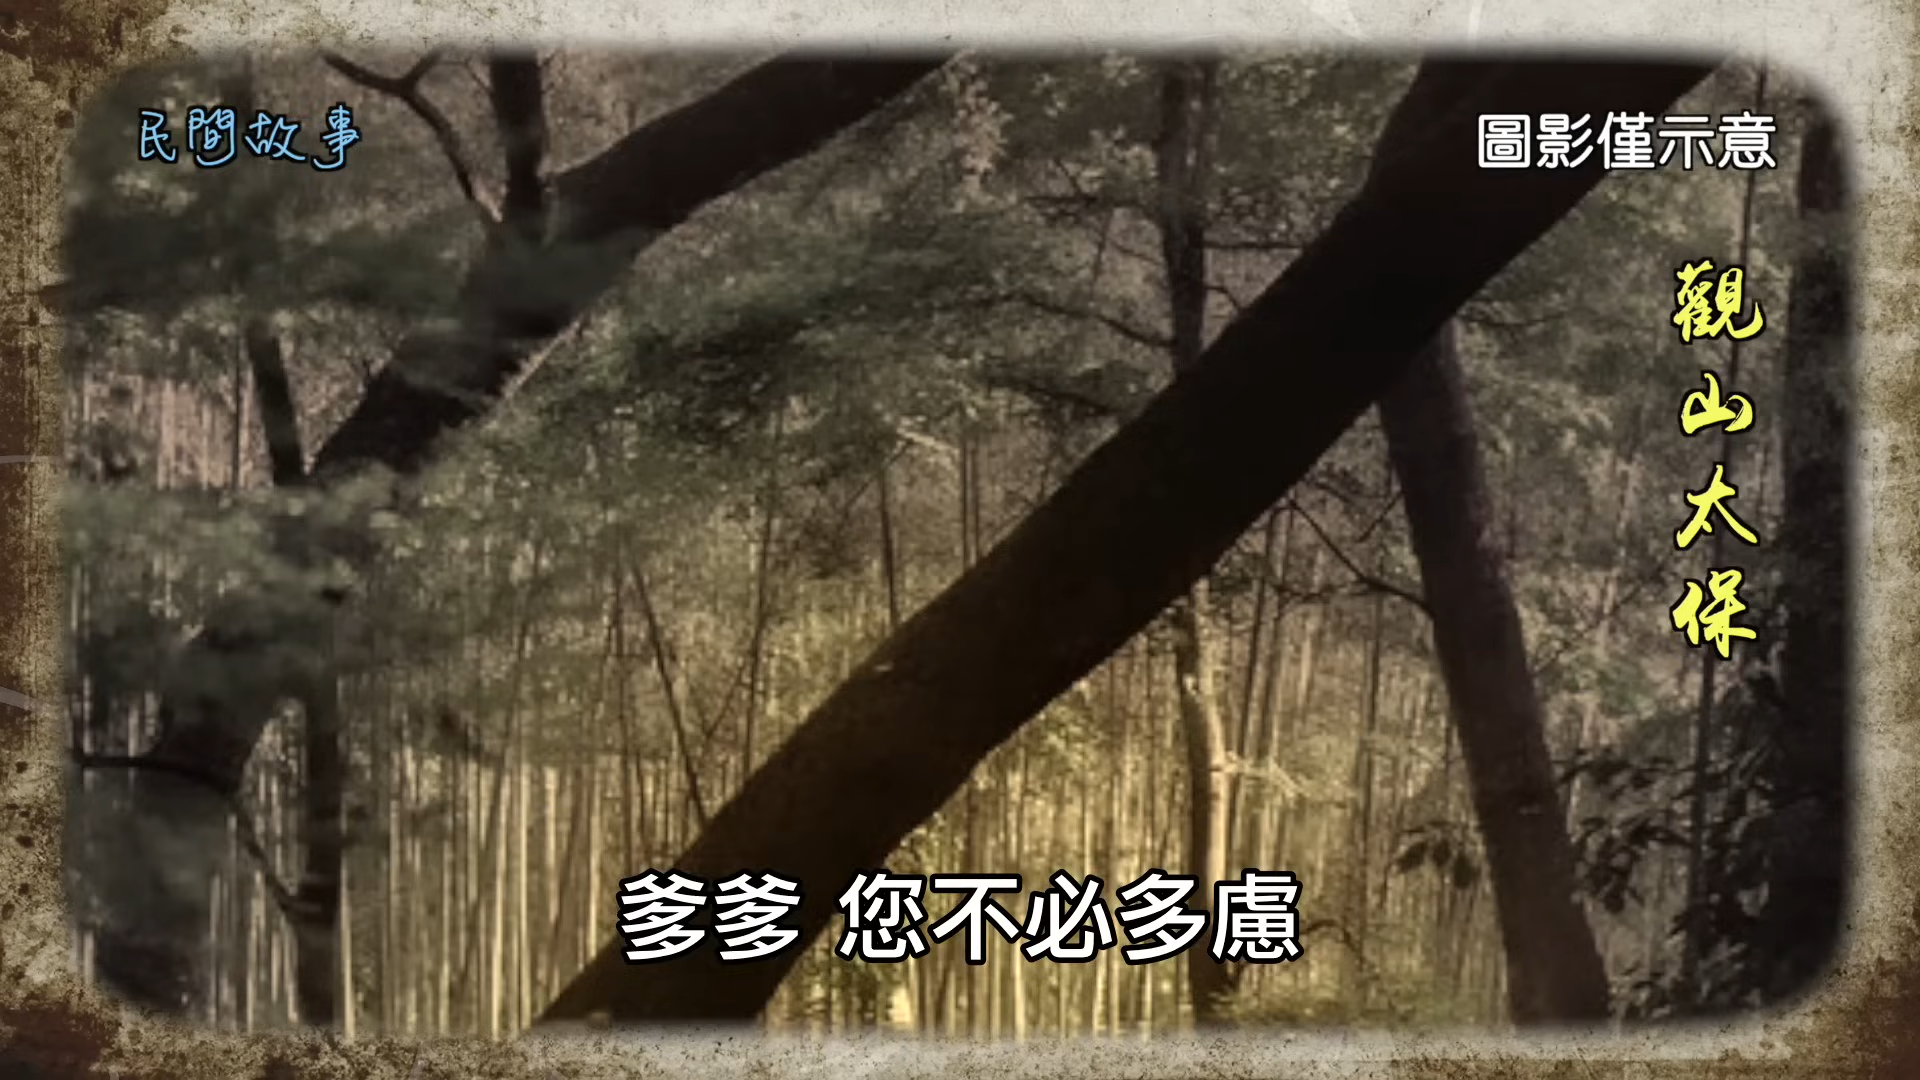 民間故事
圖影僅示意
觀山太保
爹爹 您不必多慮